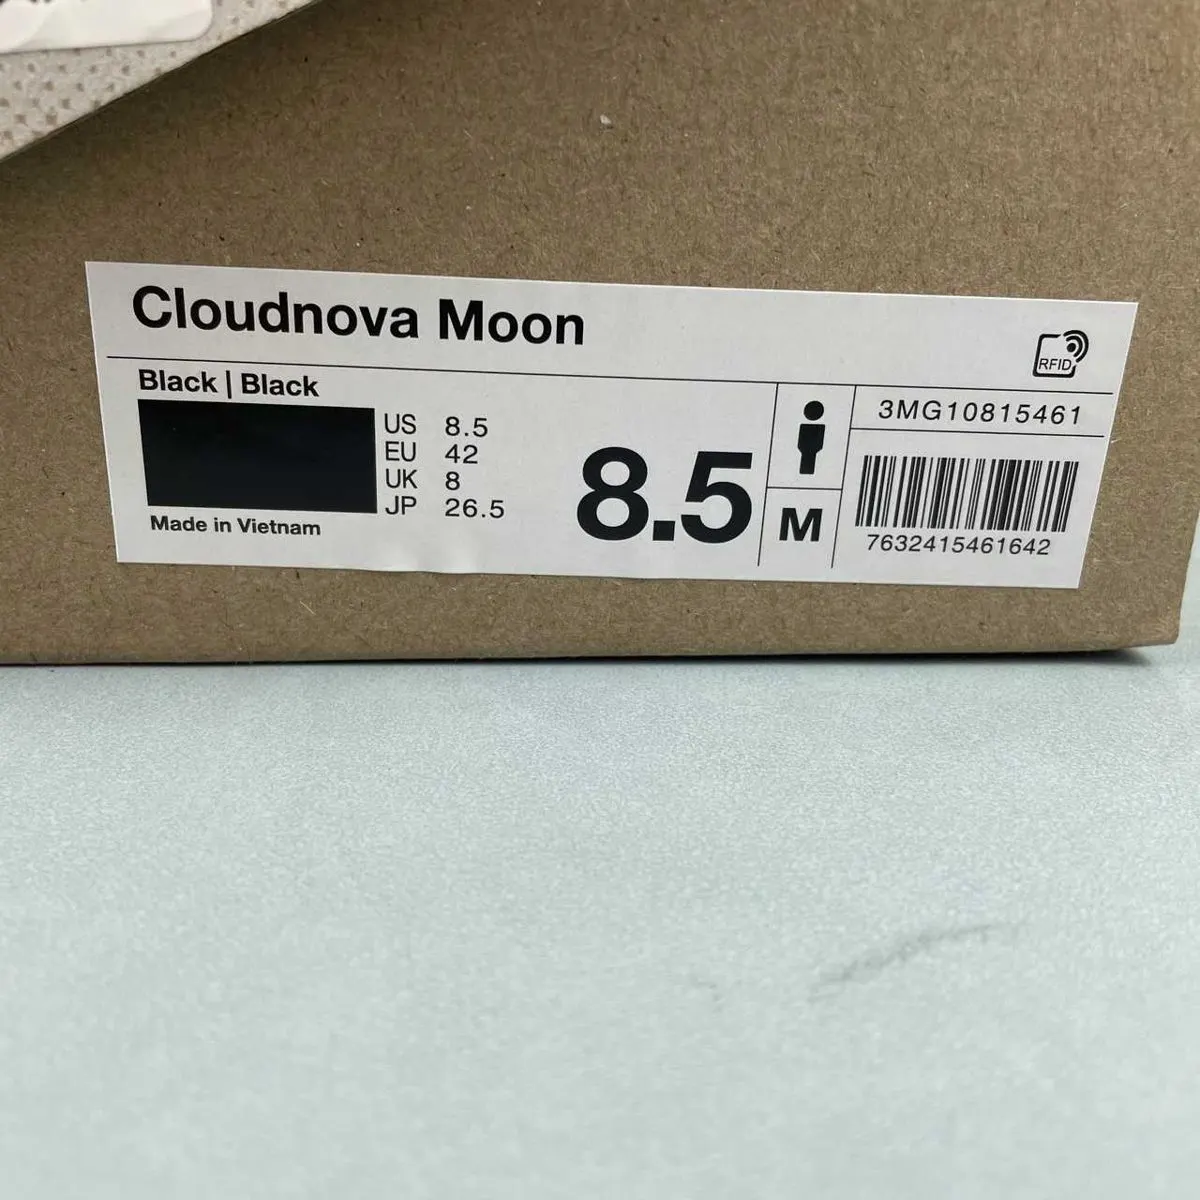 Cloudnova Moon
RFID
Black | Black
US 8.5
EU 42
UK 8
JP 26.5
Made in Vietnam
8.5
M
3MG10815461
7632415461642